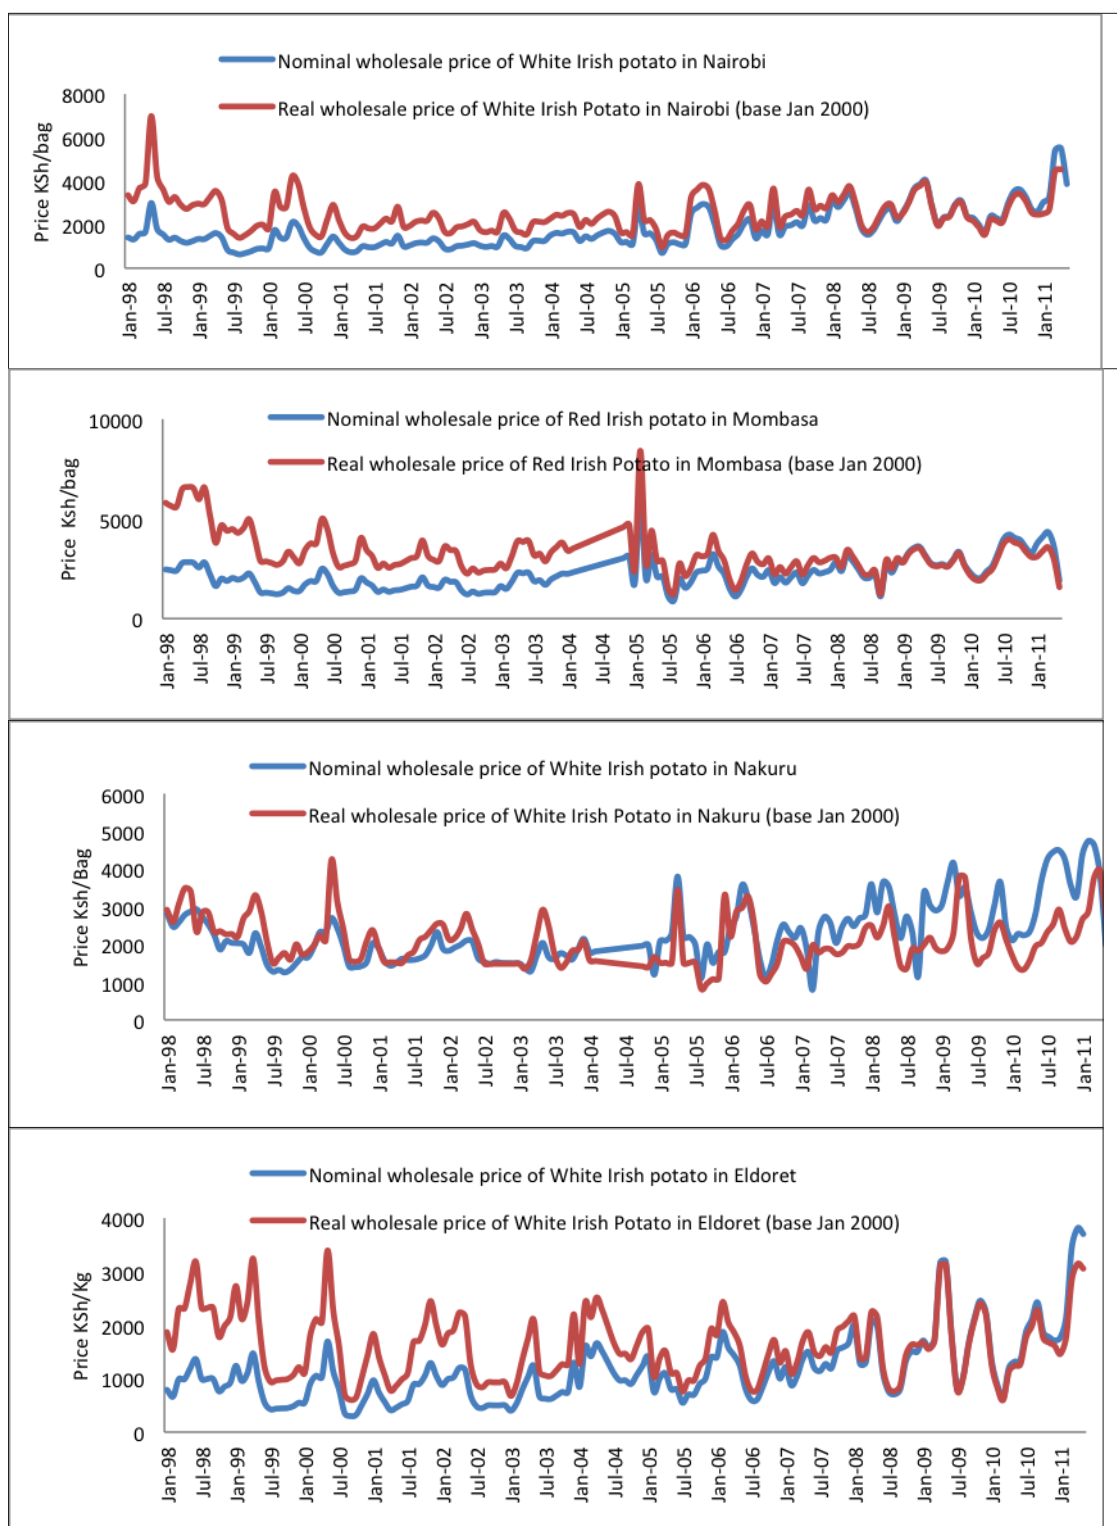 Nominal wholesale price of White Irish potato in Nairobi
Real wholesale price of White Irish Potato in Nairobi (base Jan 2000)
Price KSh/bag
8000
6000
4000
2000
0
Jan-98 Jul-98 Jan-99 Jul-99 Jan-00 Jul-00 Jan-01 Jul-01 Jan-02 Jul-02 Jan-03 Jul-03 Jan-04 Jul-04 Jan-05 Jul-05 Jan-06 Jul-06 Jan-07 Jul-07 Jan-08 Jul-08 Jan-09 Jul-09 Jan-10 Jul-10 Jan-11
Nominal wholesale price of Red Irish potato in Mombasa
Real wholesale price of Red Irish Potato in Mombasa (base Jan 2000)
Price Ksh/bag
10000
5000
0
Jan-98 Jul-98 Jan-99 Jul-99 Jan-00 Jul-00 Jan-01 Jul-01 Jan-02 Jul-02 Jan-03 Jul-03 Jan-04 Jul-04 Jan-05 Jul-05 Jan-06 Jul-06 Jan-07 Jul-07 Jan-08 Jul-08 Jan-09 Jul-09 Jan-10 Jul-10 Jan-11
Nominal wholesale price of White Irish potato in Nakuru
Real wholesale price of White Irish Potato in Nakuru (base Jan 2000)
Price Ksh/Bag
6000
5000
4000
3000
2000
1000
0
Jan-98 Jul-98 Jan-99 Jul-99 Jan-00 Jul-00 Jan-01 Jul-01 Jan-02 Jul-02 Jan-03 Jul-03 Jan-04 Jul-04 Jan-05 Jul-05 Jan-06 Jul-06 Jan-07 Jul-07 Jan-08 Jul-08 Jan-09 Jul-09 Jan-10 Jul-10 Jan-11
Nominal wholesale price of White Irish potato in Eldoret
Real wholesale price of White Irish Potato in Eldoret (base Jan 2000)
Price KSh/Kg
4000
3000
2000
1000
0
Jan-98 Jul-98 Jan-99 Jul-99 Jan-00 Jul-00 Jan-01 Jul-01 Jan-02 Jul-02 Jan-03 Jul-03 Jan-04 Jul-04 Jan-05 Jul-05 Jan-06 Jul-06 Jan-07 Jul-07 Jan-08 Jul-08 Jan-09 Jul-09 Jan-10 Jul-10 Jan-11